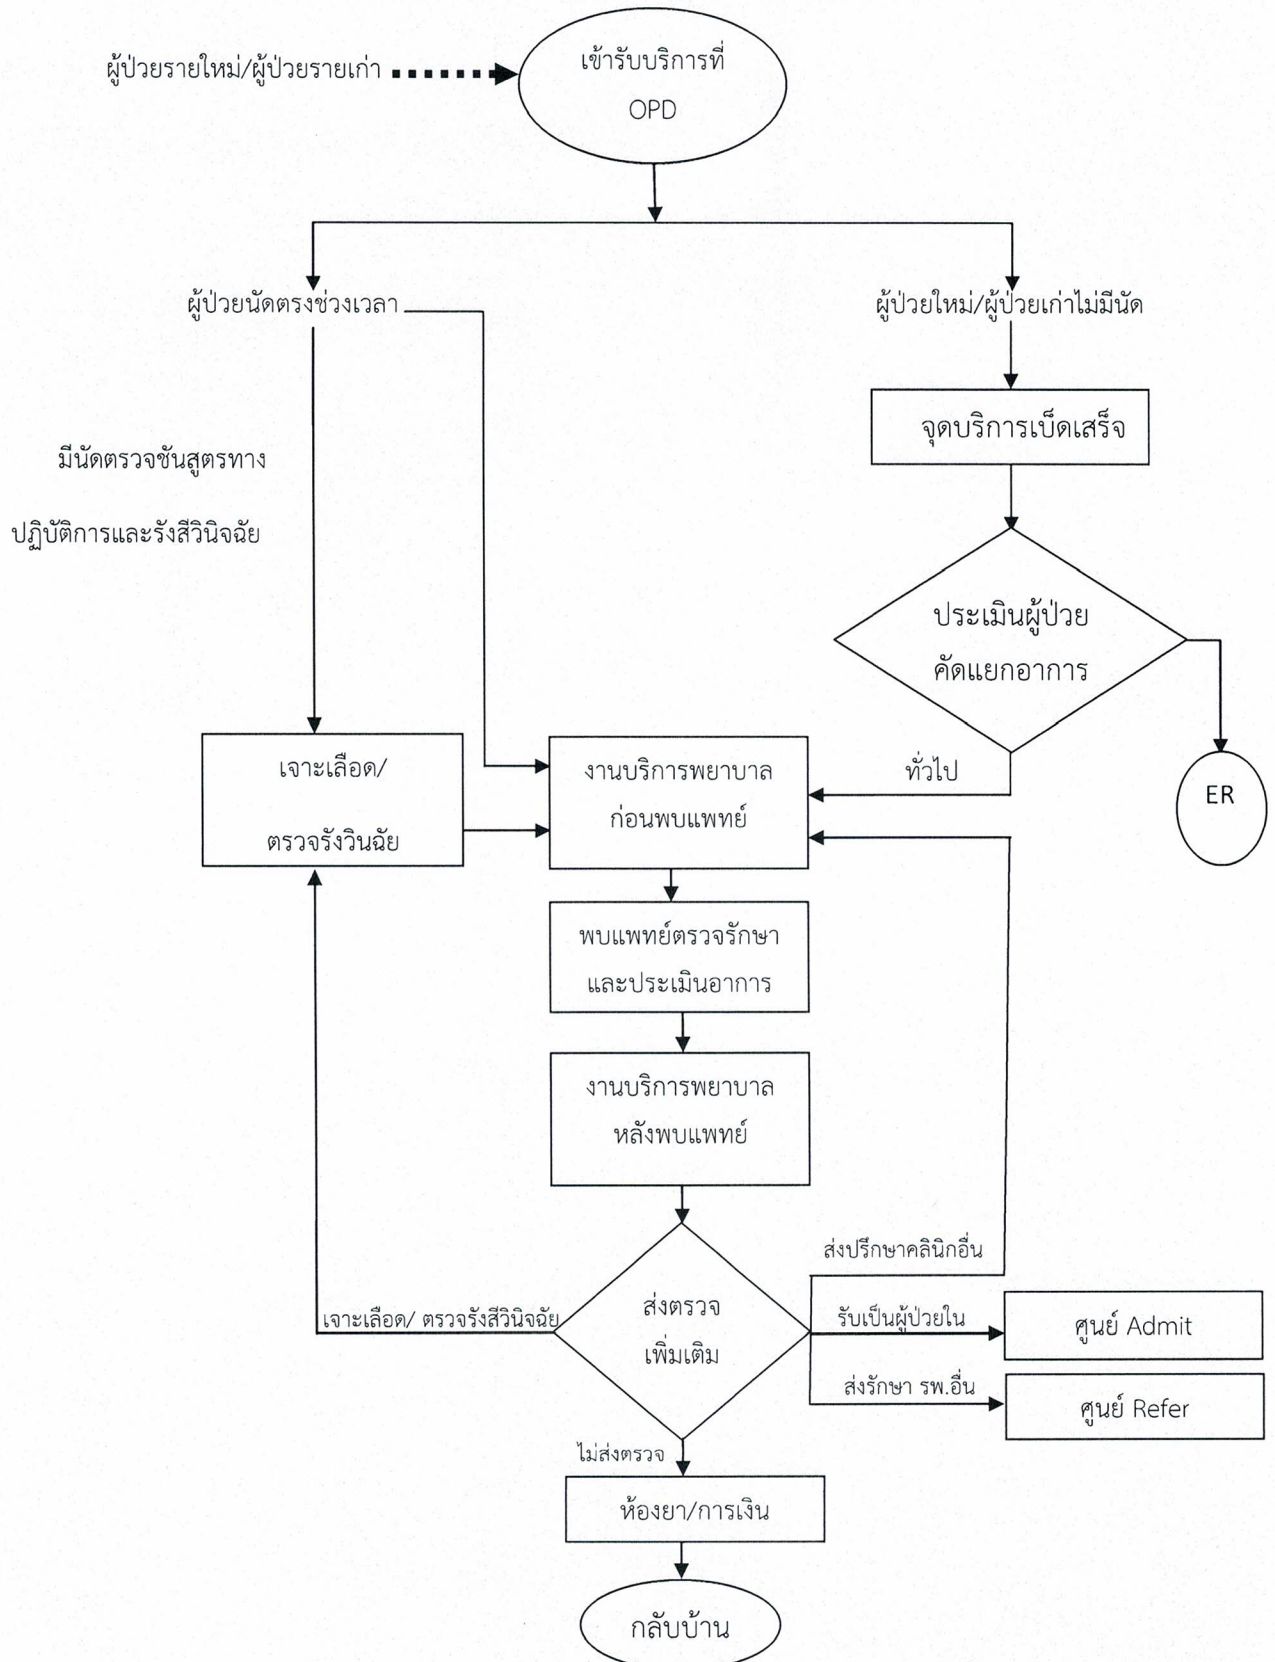 ผู้ป่วยรายใหม่/ผู้ป่วยรายเก่า
เข้ารับบริการที่
OPD
ผู้ป่วยนัดตรงช่วงเวลา
ผู้ป่วยใหม่/ผู้ป่วยเก่าไม่มีนัด
จุดบริการเบ็ดเสร็จ
มีนัดตรวจชันสูตรทาง
ปฏิบัติการและรังสีวินิจฉัย
ประเมินผู้ป่วย
คัดแยกอาการ
เจาะเลือด/
ตรวจรังวินฉัย
งานบริการพยาบาล
ก่อนพบแพทย์
ทั่วไป
ER
พบแพทย์ตรวจรักษา
และประเมินอาการ
งานบริการพยาบาล
หลังพบแพทย์
ส่งปรึกษาคลินิกอื่น
เจาะเลือด/ ตรวจรังสีวินิจฉัย
ส่งตรวจ
เพิ่มเติม
รับเป็นผู้ป่วยใน
ศูนย์ Admit
ส่งรักษา รพ.อื่น
ศูนย์ Refer
ไม่ส่งตรวจ
ห้องยา/การเงิน
กลับบ้าน